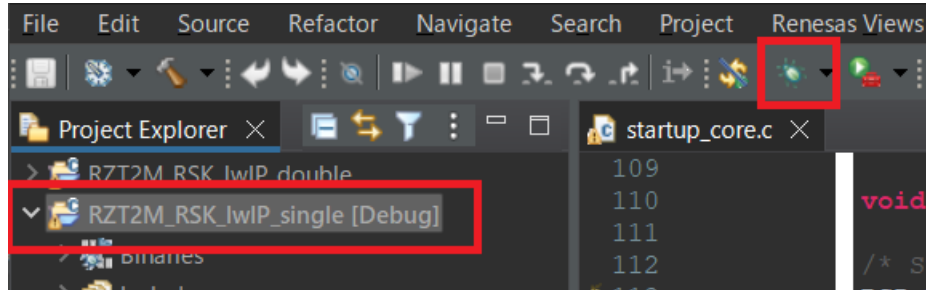 File Edit Source Refactor Navigate Search Project Renesas Views
Project Explorer
startup_core.c
RZT2M_RSK_lwIP_double
RZT2M_RSK_lwIP_single [Debug]
Binaries
109
110 void
111
112 /* S